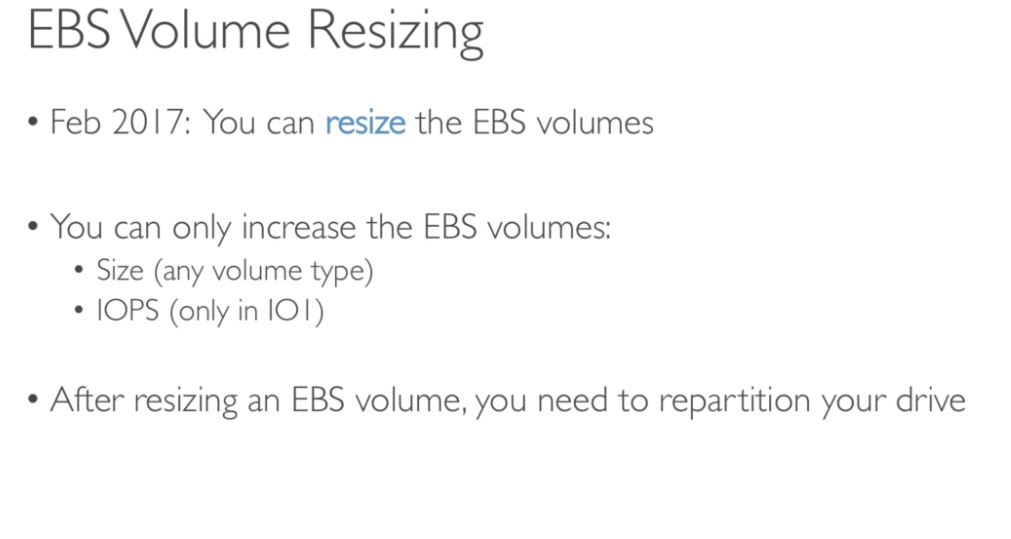 EBS Volume Resizing
• Feb 2017: You can resize the EBS volumes
• You can only increase the EBS volumes:
• Size (any volume type)
• IOPS (only in IO1)
• After resizing an EBS volume, you need to repartition your drive